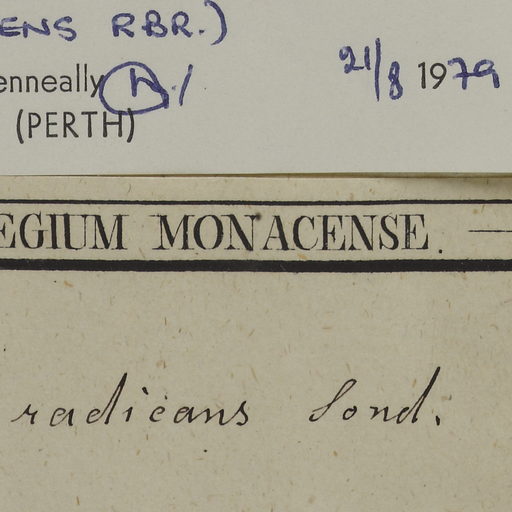 ENS RBR.)
enneally 21/8 1979
(PERTH)
EGIUM MONACENSE. —
radicans Sond.